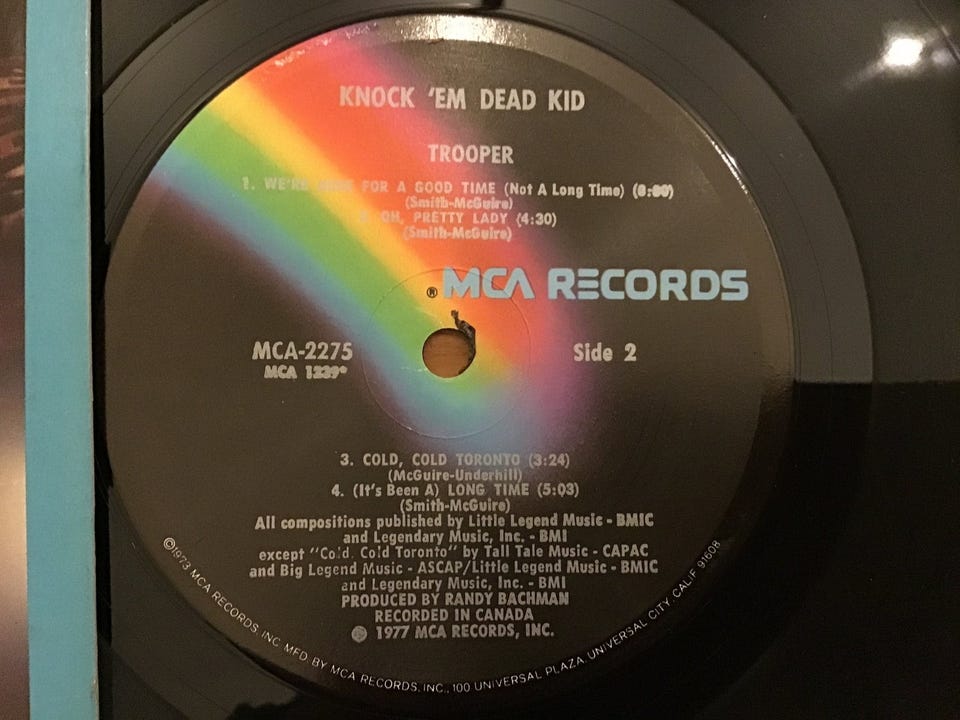 KNOCK 'EM DEAD KID
TROOPER
1. WE'RE HERE FOR A GOOD TIME (Not A Long Time)
(Smith-McGuire)
OH, PRETTY LADY (4:30)
(Smith-McGuire)
® MCA RECORDS
MCA-2275
MCA
Side 2
3. COLD, COLD TORONTO (3:24)
(McGuire-Underhill)
4. (It's Been A) LONG TIME (5:03)
(Smith-McGuire)
All compositions published by Little Legend Music - BMIC
and Legendary Music, Inc. - BMI
except "Cold, Cold Toronto" by Tall Tale Music - CAPAC
and Big Legend Music - ASCAP/Little Legend Music - BMIC
and Legendary Music, Inc. - BMI
PRODUCED BY RANDY BACHMAN
RECORDED IN CANADA
℗ 1977 MCA RECORDS, INC.
©1973 MCA RECORDS, INC. MFD. BY MCA RECORDS, INC., 100 UNIVERSAL PLAZA, UNIVERSAL CITY, CALIF. 91608